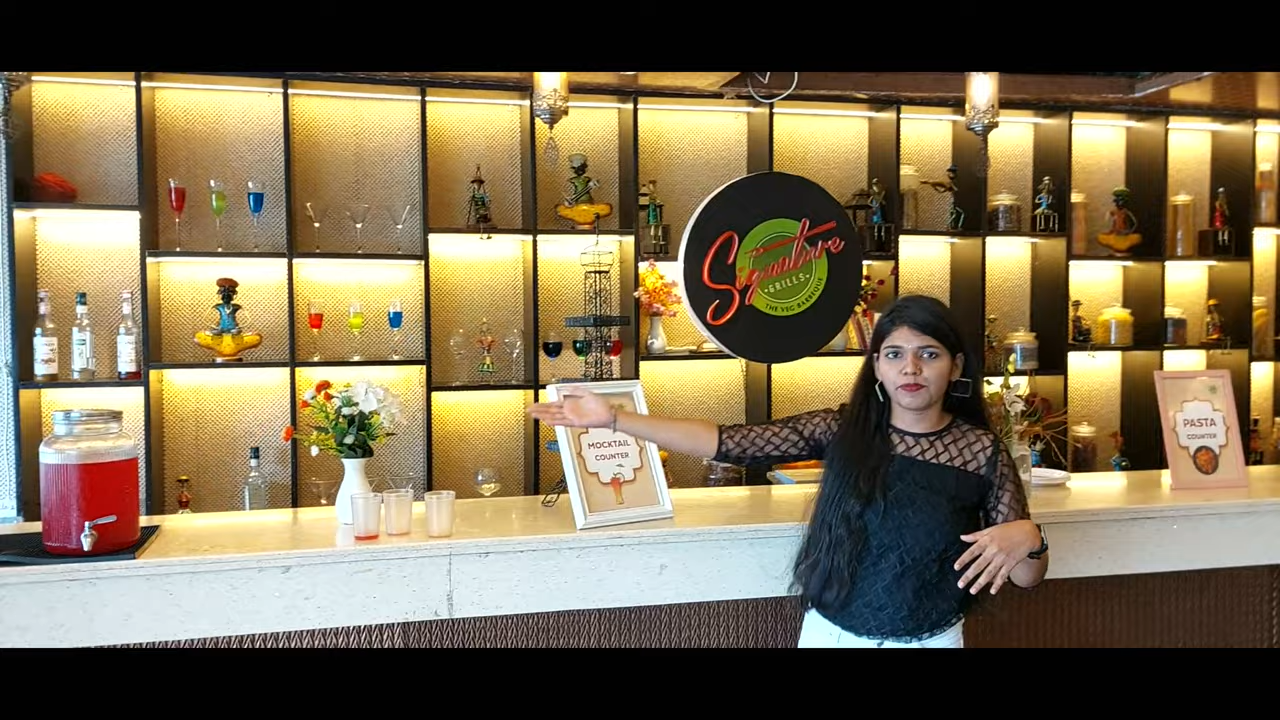 Signature
GRILLS
THE VEG BARBEQUE
MOCKTAIL
COUNTER
PASTA
COUNTER